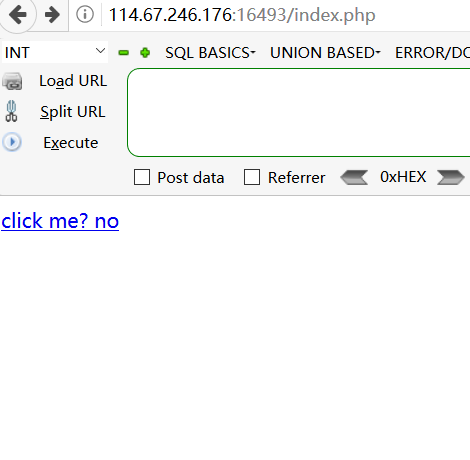 114.67.246.176:16493/index.php
INT SQL BASICS UNION BASED ERROR/DO
Load URL
Split URL
Execute
Post data Referrer 0xHEX
click me? no